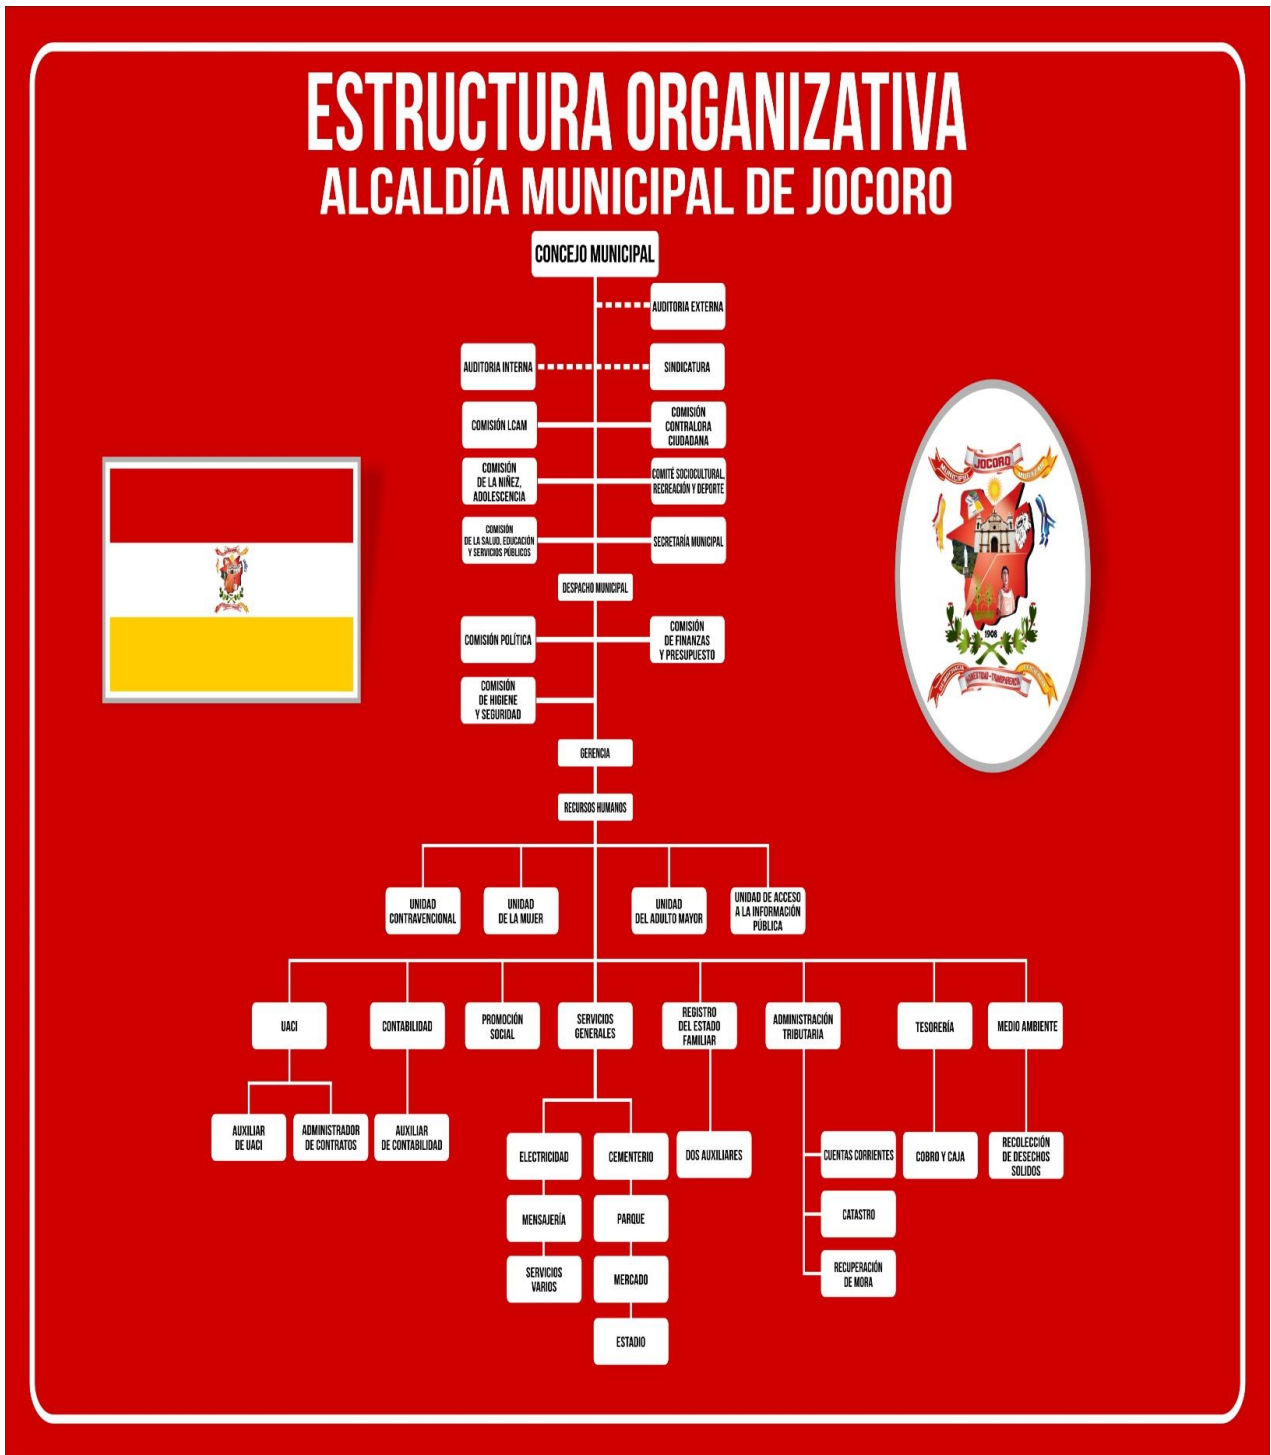 ESTRUCTURA ORGANIZATIVA
ALCALDÍA MUNICIPAL DE JOCORO
CONCEJO MUNICIPAL
AUDITORIA EXTERNA
AUDITORIA INTERNA
SINDICATURA
COMISIÓN LCAM
COMISIÓN
CONTRALORA
CIUDADANA
COMISIÓN
DE LA NIÑEZ,
ADOLESCENCIA
COMITÉ SOCIOCULTURAL,
RECREACIÓN Y DEPORTE
COMISIÓN
DE LA SALUD, EDUCACIÓN
Y SERVICIOS PÚBLICOS
SECRETARÍA MUNICIPAL
DESPACHO MUNICIPAL
COMISIÓN POLÍTICA
COMISIÓN
DE FINANZAS
Y PRESUPUESTO
COMISIÓN
DE HIGIENE
Y SEGURIDAD
GERENCIA
RECURSOS HUMANOS
UNIDAD
CONTRAVENCIONAL
UNIDAD
DE LA MUJER
UNIDAD
DEL ADULTO MAYOR
UNIDAD DE ACCESO
A LA INFORMACIÓN
PÚBLICA
UACI
CONTABILIDAD
PROMOCIÓN
SOCIAL
SERVICIOS
GENERALES
REGISTRO
DEL ESTADO
FAMILIAR
ADMINISTRACIÓN
TRIBUTARIA
TESORERÍA
MEDIO AMBIENTE
AUXILIAR
DE UACI
ADMINISTRADOR
DE CONTRATOS
AUXILIAR
DE CONTABILIDAD
ELECTRICIDAD
CEMENTERIO
DOS AUXILIARES
CUENTAS CORRIENTES
COBRO Y CAJA
RECOLECCIÓN
DE DESECHOS
SOLIDOS
MENSAJERÍA
PARQUE
CATASTRO
SERVICIOS
VARIOS
MERCADO
RECUPERACIÓN
DE MORA
ESTADIO
JOCORO
1908